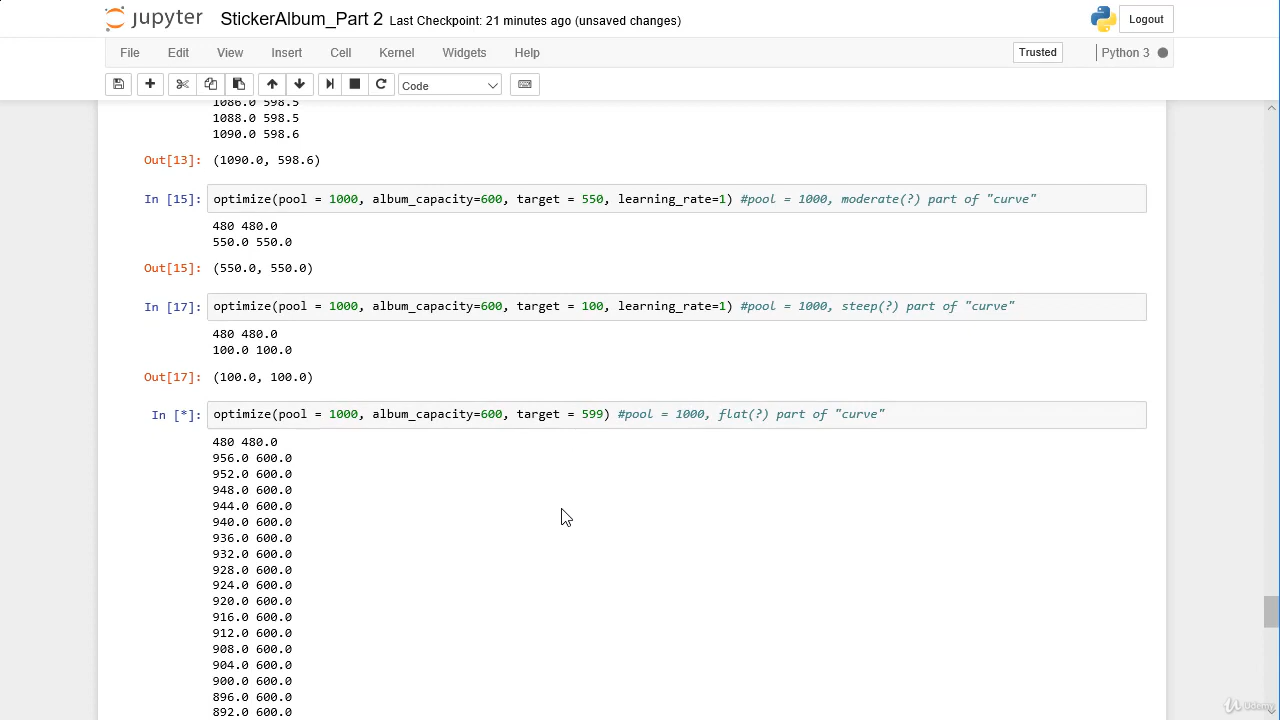 jupyter StickerAlbum_Part 2 Last Checkpoint: 21 minutes ago (unsaved changes) Logout
File Edit View Insert Cell Kernel Widgets Help Trusted Python 3
Code
1086.0 598.5
1088.0 598.5
1090.0 598.6
Out[13]: (1090.0, 598.6)
In [15]: optimize(pool = 1000, album_capacity=600, target = 550, learning_rate=1) #pool = 1000, moderate(?) part of "curve"
480 480.0
550.0 550.0
Out[15]: (550.0, 550.0)
In [17]: optimize(pool = 1000, album_capacity=600, target = 100, learning_rate=1) #pool = 1000, steep(?) part of "curve"
480 480.0
100.0 100.0
Out[17]: (100.0, 100.0)
In [*]: optimize(pool = 1000, album_capacity=600, target = 599) #pool = 1000, flat(?) part of "curve"
480 480.0
956.0 600.0
952.0 600.0
948.0 600.0
944.0 600.0
940.0 600.0
936.0 600.0
932.0 600.0
928.0 600.0
924.0 600.0
920.0 600.0
916.0 600.0
912.0 600.0
908.0 600.0
904.0 600.0
900.0 600.0
896.0 600.0
892.0 600.0
Udemy